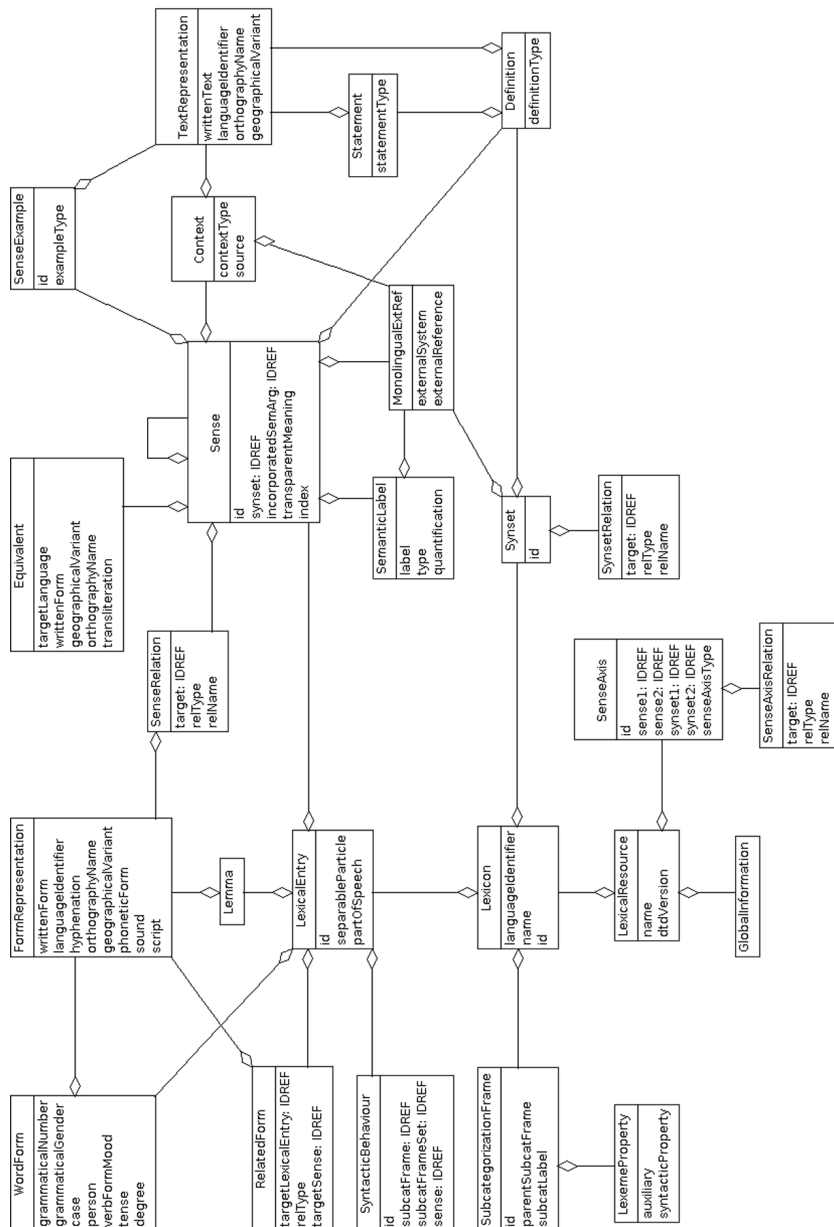 TextRepresentation
writtenText
languageIdentifier
orthographyName
geographicalVariant
Statement
statementType
Definition
definitionType
SenseExample
id
exampleType
Context
contextType
source
MonolingualExtRef
externalSystem
externalReference
Sense
id
synset: IDREF
incorporatedSemArg: IDREF
transparentMeaning
index
Equivalent
targetLanguage
writtenForm
geographicalVariant
orthographyName
transliteration
SemanticLabel
label
type
quantification
Synset
id
SynsetRelation
target: IDREF
relType
relName
SenseRelation
target: IDREF
relType
relName
SenseAxis
id
sense1: IDREF
sense2: IDREF
synset1: IDREF
synset2: IDREF
senseAxisType
SenseAxisRelation
target: IDREF
relType
relName
FormRepresentation
writtenForm
languageIdentifier
hyphenation
orthographyName
geographicalVariant
phoneticForm
sound
script
Lemma
LexicalEntry
id
separableParticle
partOfSpeech
Lexicon
languageIdentifier
name
id
LexicalResource
name
dtdVersion
GlobalInformation
WordForm
grammaticalNumber
grammaticalGender
case
person
verbFormMood
tense
degree
RelatedForm
targetLexicalEntry: IDREF
relType
targetSense: IDREF
SyntacticBehaviour
id
subcatFrame: IDREF
subcatFrameSet: IDREF
sense: IDREF
SubcategorizationFrame
id
parentSubcatFrame
subcatLabel
LexemeProperty
auxiliary
syntacticProperty